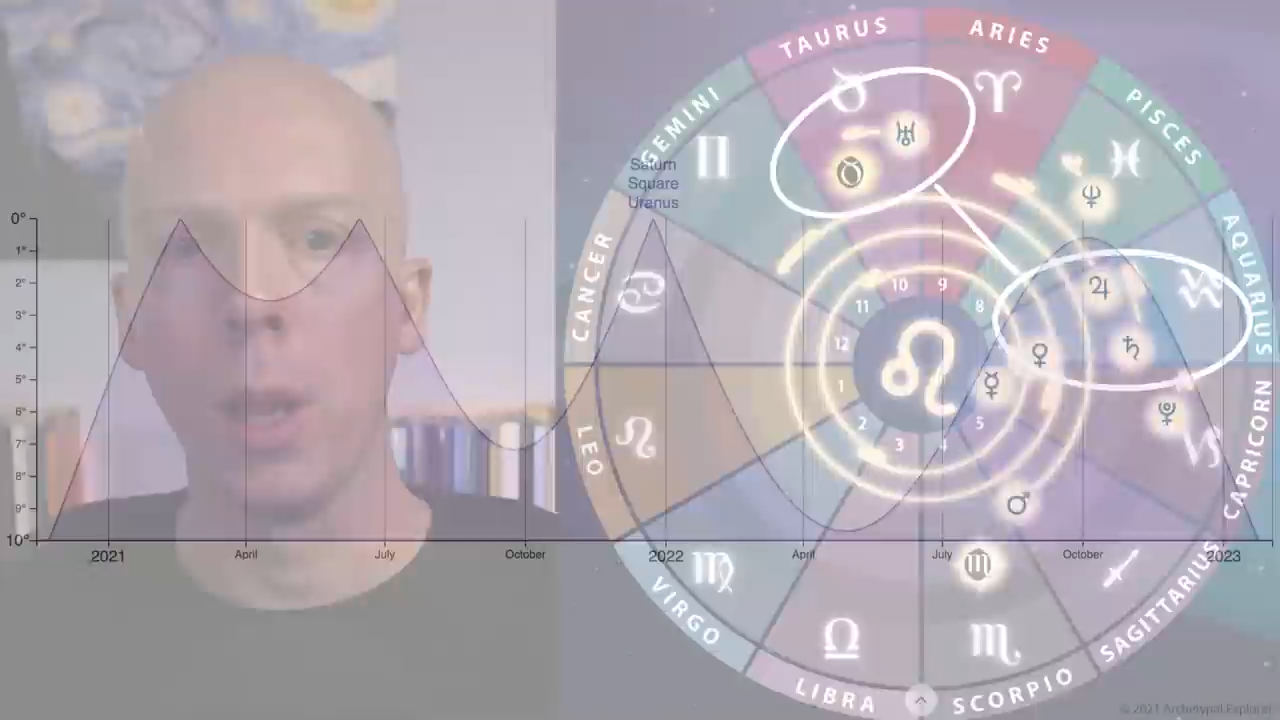 TAURUS
ARIES
GEMINI
PISCES
CANCER
AQUARIUS
LEO
CAPRICORN
VIRGO
SAGITTARIUS
LIBRA
SCORPIO
Saturn
Square
Uranus
10
9
11
8
12
1
2
5
3
4
0°
1°
2°
3°
4°
5°
6°
7°
8°
9°
10°
2021
April
July
October
2022
April
July
October
2023
© 2021 Archetypal Explorer